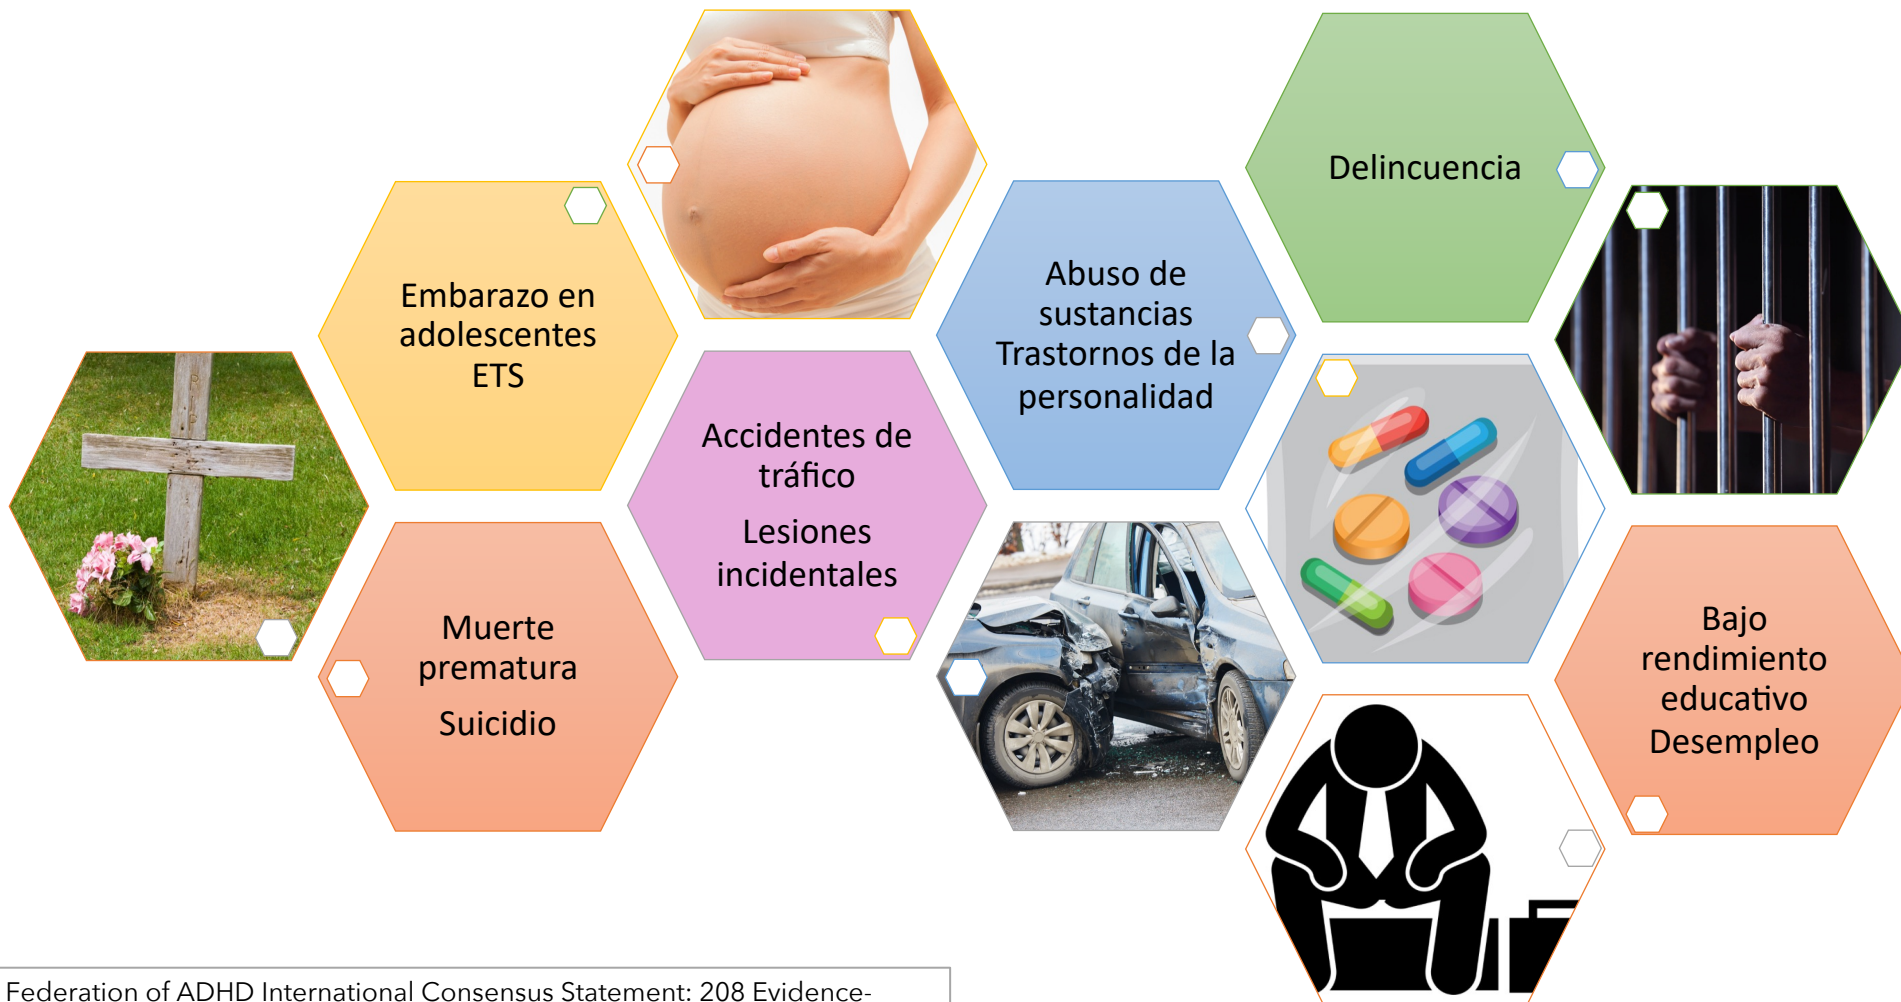 Embarazo en
adolescentes
ETS
Muerte
prematura
Suicidio
Accidentes de
tráfico
Lesiones
incidentales
Abuso de
sustancias
Trastornos de la
personalidad
Delincuencia
Bajo
rendimiento
educativo
Desempleo
Federation of ADHD International Consensus Statement: 208 Evidence-